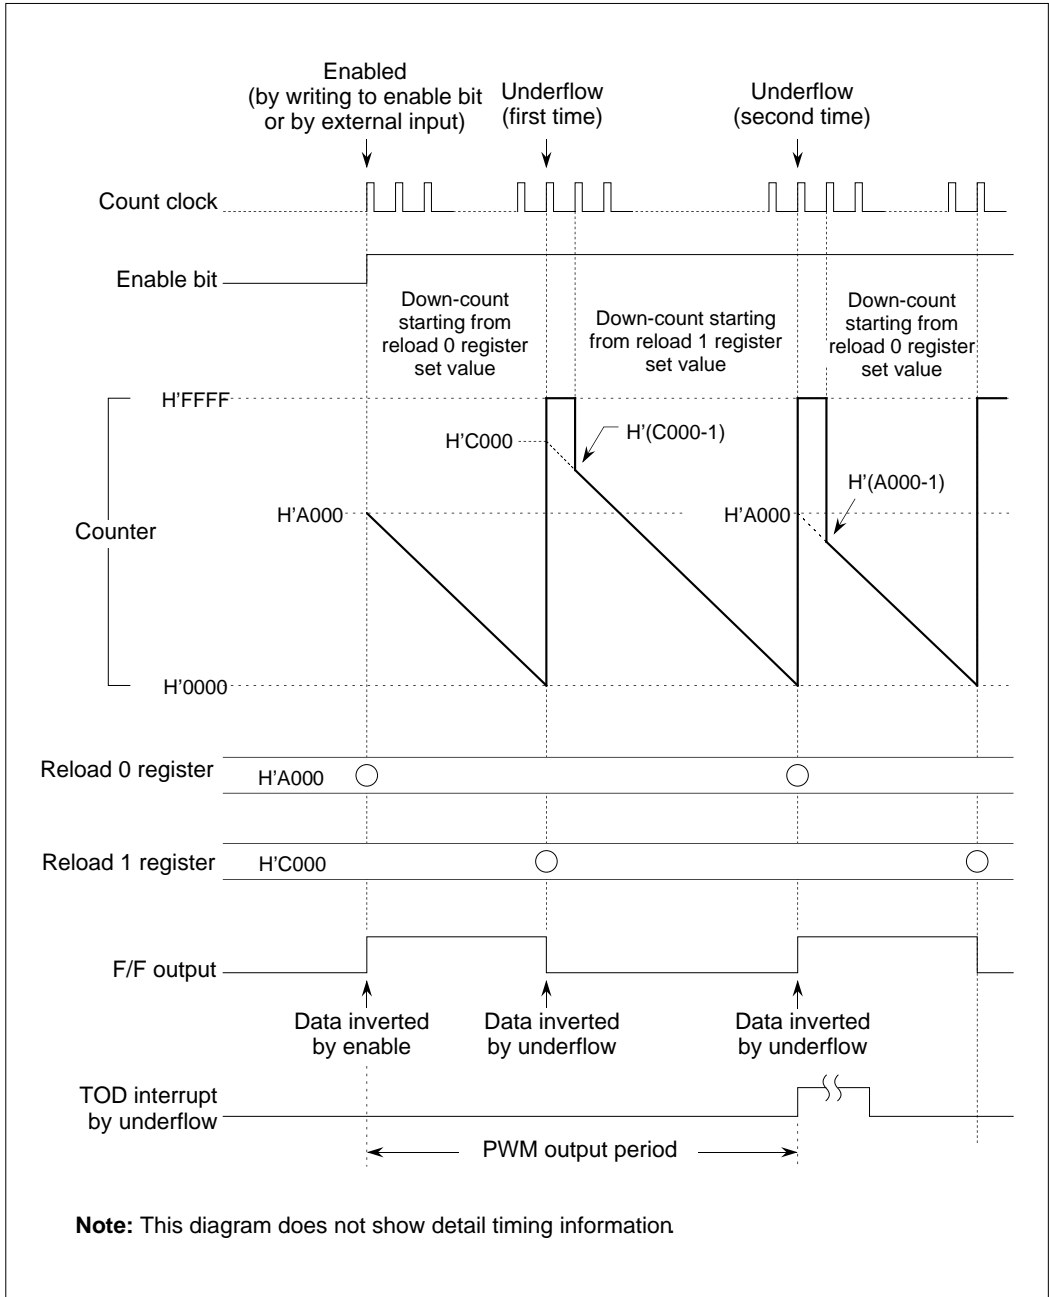 Enabled
(by writing to enable bit
or by external input)
Underflow
(first time)
Underflow
(second time)
Count clock
Enable bit
Down-count
starting from
reload 0 register
set value
Down-count starting
from reload 1 register
set value
Down-count
starting from
reload 0 register
set value
H'FFFF
H'C000
H'(C000-1)
H'(A000-1)
H'A000
H'A000
Counter
H'0000
Reload 0 register
H'A000
Reload 1 register
H'C000
F/F output
Data inverted
by enable
Data inverted
by underflow
Data inverted
by underflow
TOD interrupt
by underflow
PWM output period
Note: This diagram does not show detail timing information.